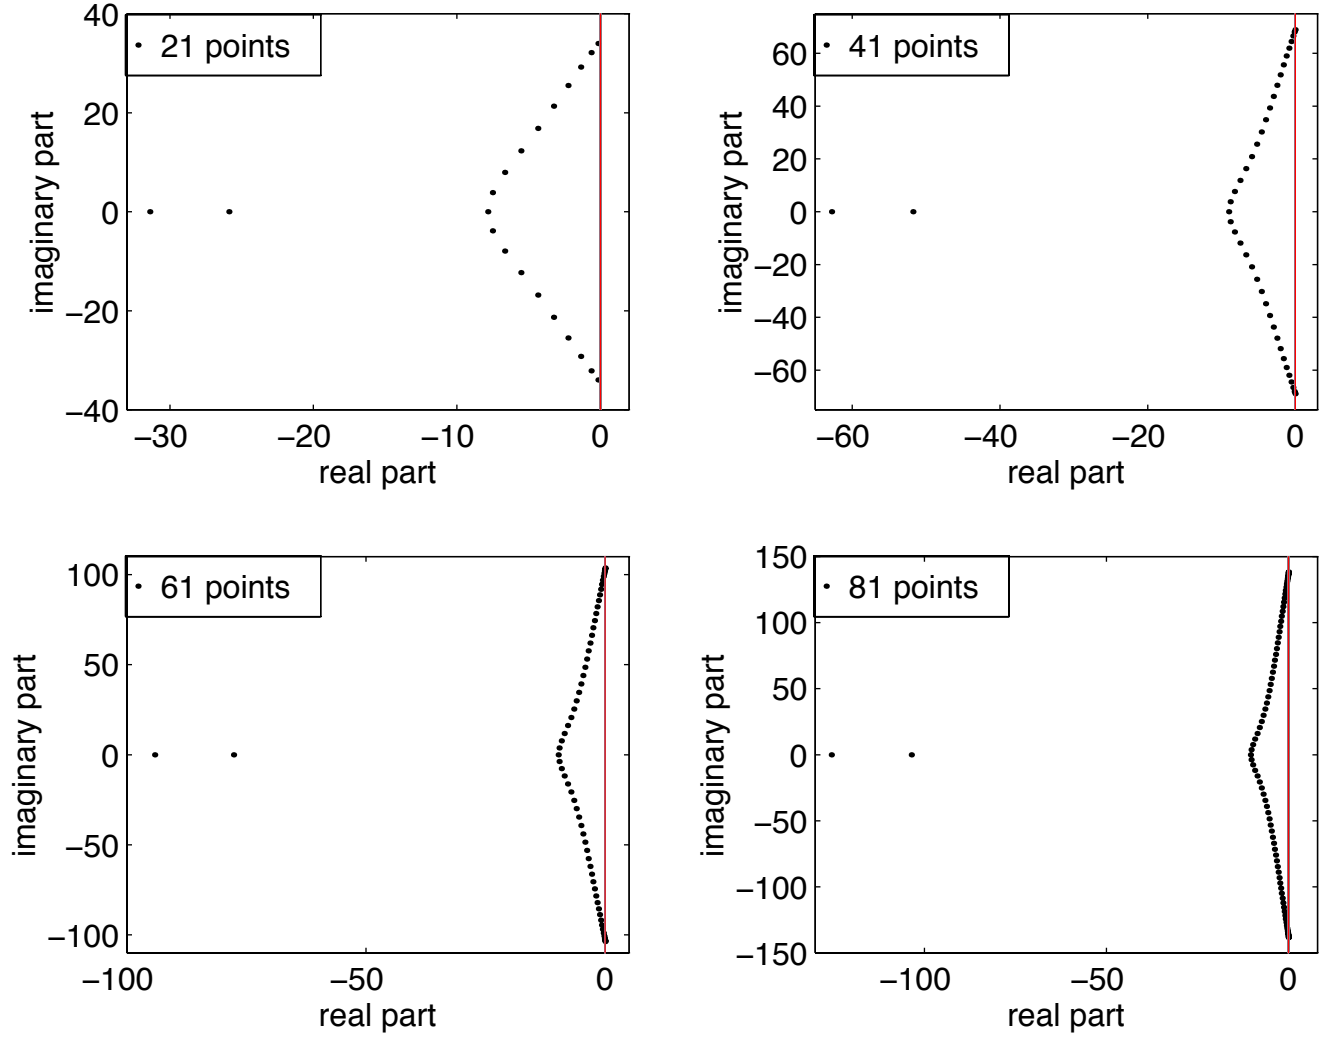 21 points
40
20
0
−20
−40
imaginary part
−30 −20 −10 0
real part
41 points
60
40
20
0
−20
−40
−60
imaginary part
−60 −40 −20 0
real part
61 points
100
50
0
−50
−100
imaginary part
−100 −50 0
real part
81 points
150
100
50
0
−50
−100
−150
imaginary part
−100 −50 0
real part